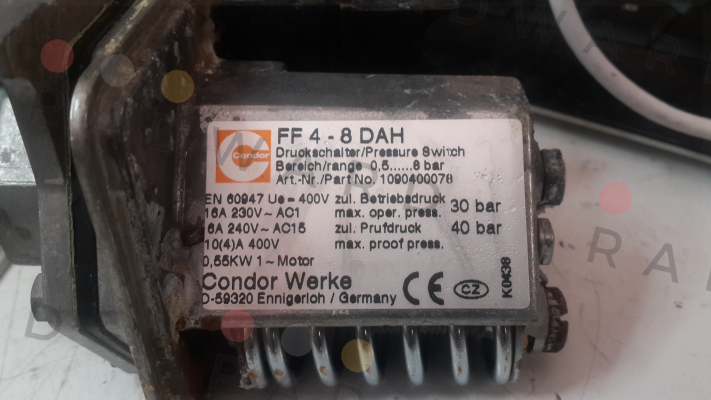 Condor
FF 4 - 8 DAH
Druckschalter/Pressure Switch
Bereich/range 0,5......8 bar
Art.-Nr./Part No. 1090400078
EN 60947 Ue = 400V zul. Betriebsdruck 30 bar
16A 230V~ AC1 max. oper. press.
6A 240V~ AC15 zul. Prüfdruck 40 bar
10(4)A 400V max. proof press.
0,55KW 1~ Motor
Condor Werke CE CZ
D-59320 Ennigerloh / Germany
K0438